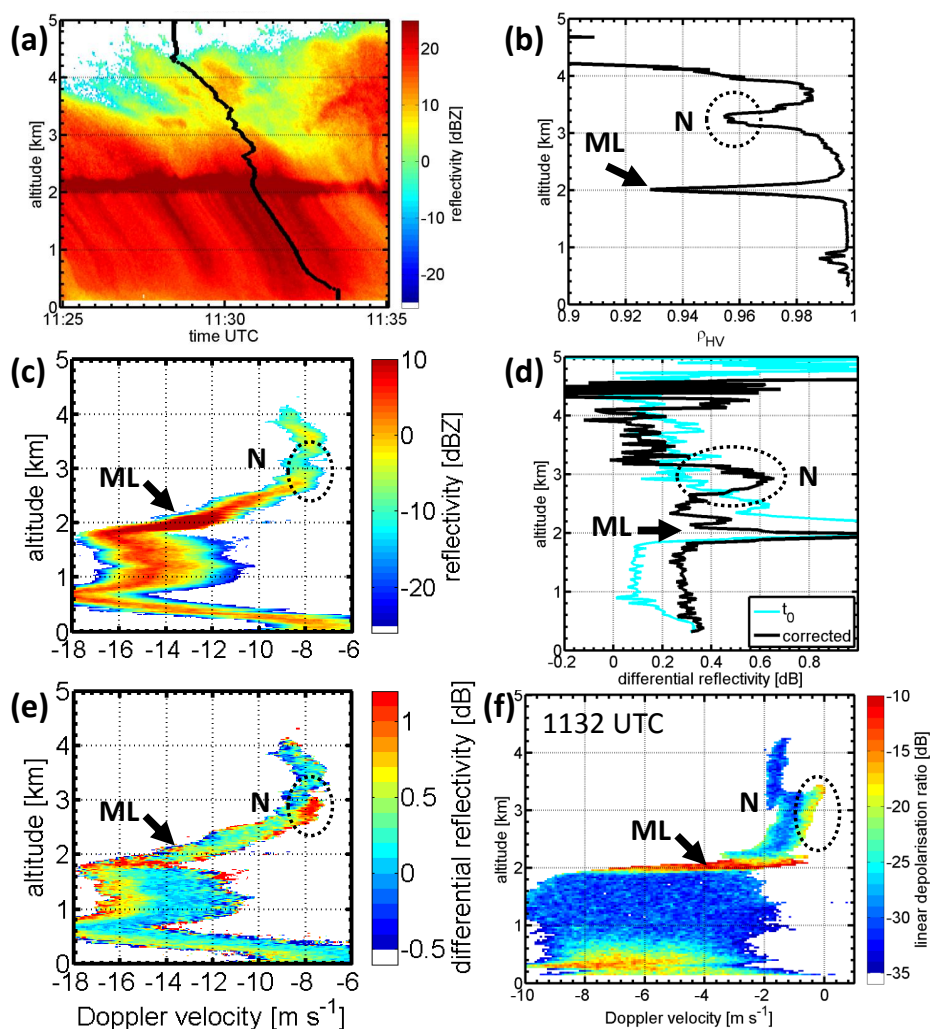 (a)
5
4
3
2
1
0
altitude [km]
11:25
11:30
11:35
time UTC
20
10
0
-10
-20
reflectivity [dBZ]
(b)
5
4
3
2
1
0
altitude [km]
N
ML
0.9
0.92
0.94
0.96
0.98
1
ρHV
(c)
5
4
3
2
1
0
altitude [km]
N
ML
-18
-16
-14
-12
-10
-8
-6
10
0
-10
-20
reflectivity [dBZ]
(d)
5
4
3
2
1
0
altitude [km]
N
ML
t0
corrected
-0.2
0
0.2
0.4
0.6
0.8
differential reflectivity [dB]
(e)
5
4
3
2
1
0
altitude [km]
N
ML
-18
-16
-14
-12
-10
-8
-6
Doppler velocity [m s-1]
1
0.5
0
-0.5
differential reflectivity [dB]
(f)
1132 UTC
5
4
3
2
1
0
altitude [km]
N
ML
-10
-8
-6
-4
-2
0
Doppler velocity [m s-1]
-10
-15
-20
-25
-30
-35
linear depolarisation ratio [dB]